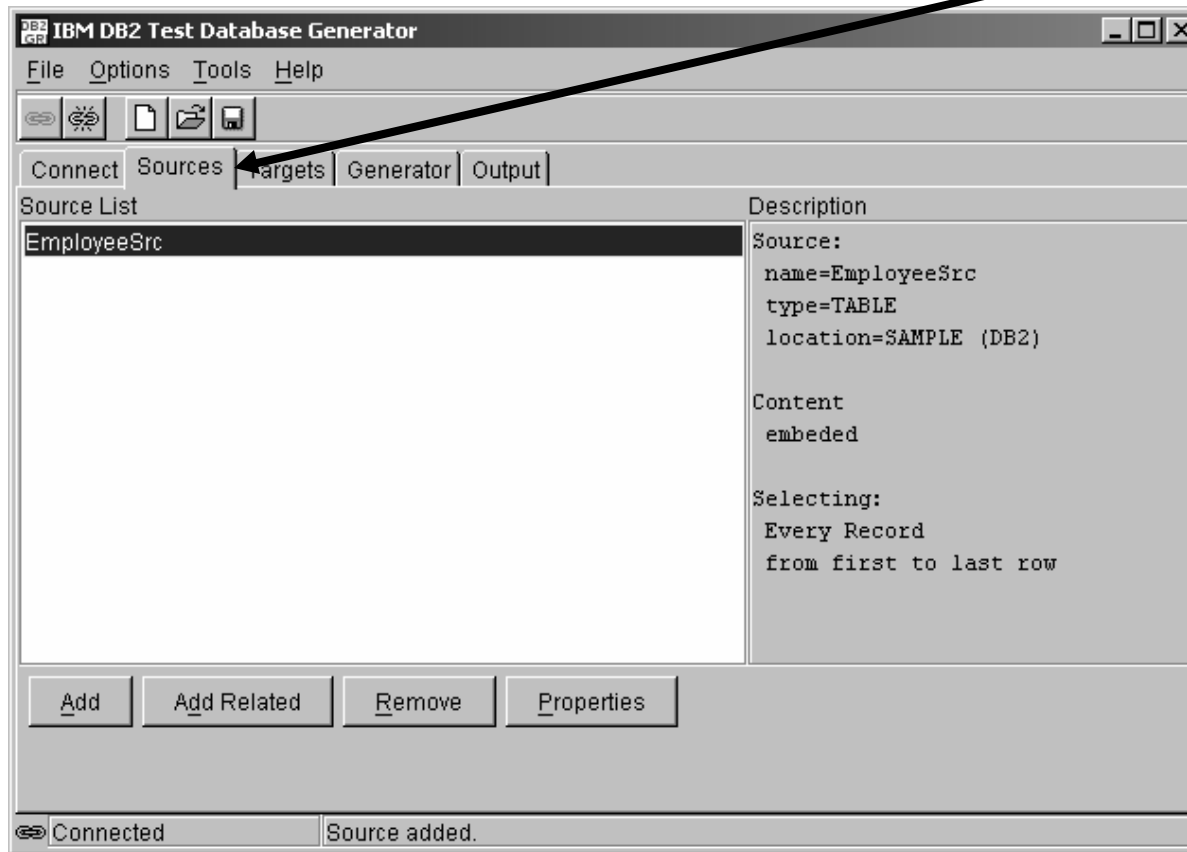 DB2 IBM DB2 Test Database Generator
File Options Tools Help
Connect Sources Targets Generator Output
Source List
Description
EmployeeSrc
Source:
name=EmployeeSrc
type=TABLE
location=SAMPLE (DB2)
Content
embeded
Selecting:
Every Record
from first to last row
Add Add Related Remove Properties
Connected Source added.